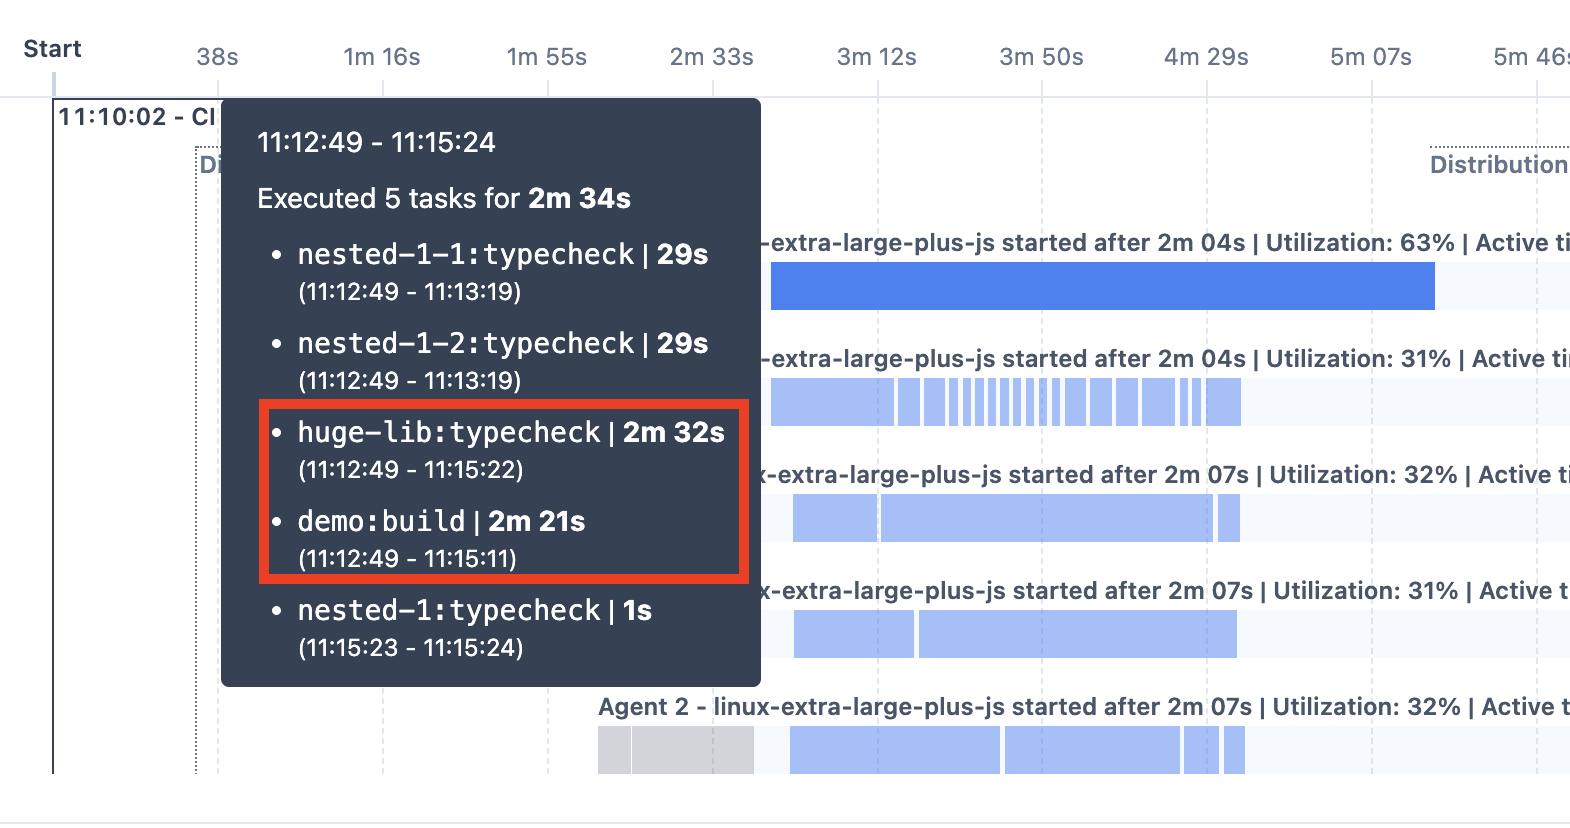 Start
38s
1m 16s
1m 55s
2m 33s
3m 12s
3m 50s
4m 29s
5m 07s
5m 46s
11:10:02 - CI
Distribution
11:12:49 - 11:15:24
Executed 5 tasks for 2m 34s
• nested-1-1:typecheck | 29s
(11:12:49 - 11:13:19)
• nested-1-2:typecheck | 29s
(11:12:49 - 11:13:19)
• huge-lib:typecheck | 2m 32s
(11:12:49 - 11:15:22)
• demo:build | 2m 21s
(11:12:49 - 11:15:11)
• nested-1:typecheck | 1s
(11:15:23 - 11:15:24)
-extra-large-plus-js started after 2m 04s | Utilization: 63% | Active ti
-extra-large-plus-js started after 2m 04s | Utilization: 31% | Active tir
x-extra-large-plus-js started after 2m 07s | Utilization: 32% | Active ti
x-extra-large-plus-js started after 2m 07s | Utilization: 31% | Active t
Agent 2 - linux-extra-large-plus-js started after 2m 07s | Utilization: 32% | Active t